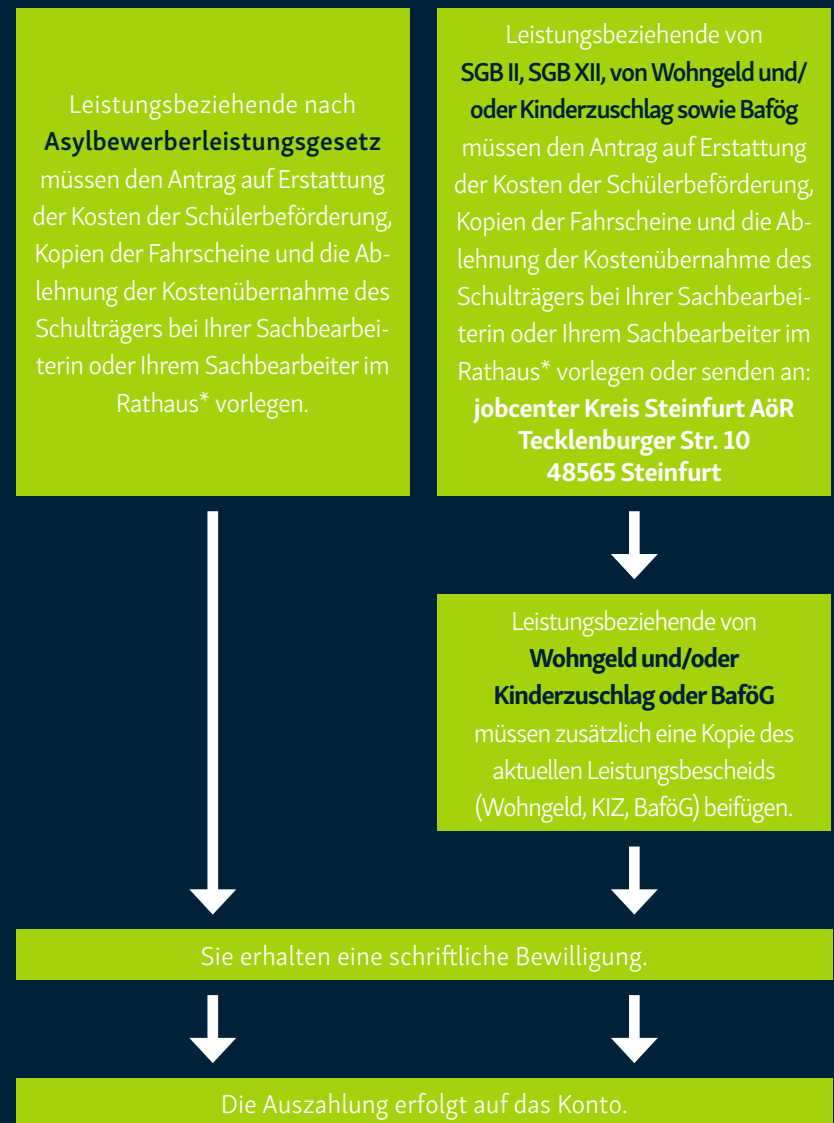 Leistungsbeziehende nach
Asylbewerberleistungsgesetz
müssen den Antrag auf Erstattung
der Kosten der Schülerbeförderung,
Kopien der Fahrscheine und die Ab-
lehnung der Kostenübernahme des
Schulträgers bei Ihrer Sachbearbei-
terin oder Ihrem Sachbearbeiter im
Rathaus* vorlegen.
Leistungsbeziehende von
SGB II, SGB XII, von Wohngeld und/
oder Kinderzuschlag sowie Bafög
müssen den Antrag auf Erstattung
der Kosten der Schülerbeförderung,
Kopien der Fahrscheine und die Ab-
lehnung der Kostenübernahme des
Schulträgers bei Ihrer Sachbearbei-
terin oder Ihrem Sachbearbeiter im
Rathaus* vorlegen oder senden an:
jobcenter Kreis Steinfurt AöR
Tecklenburger Str. 10
48565 Steinfurt
Leistungsbeziehende von
Wohngeld und/oder
Kinderzuschlag oder BaföG
müssen zusätzlich eine Kopie des
aktuellen Leistungsbescheids
(Wohngeld, KIZ, BaföG) beifügen.
Sie erhalten eine schriftliche Bewilligung.
Die Auszahlung erfolgt auf das Konto.